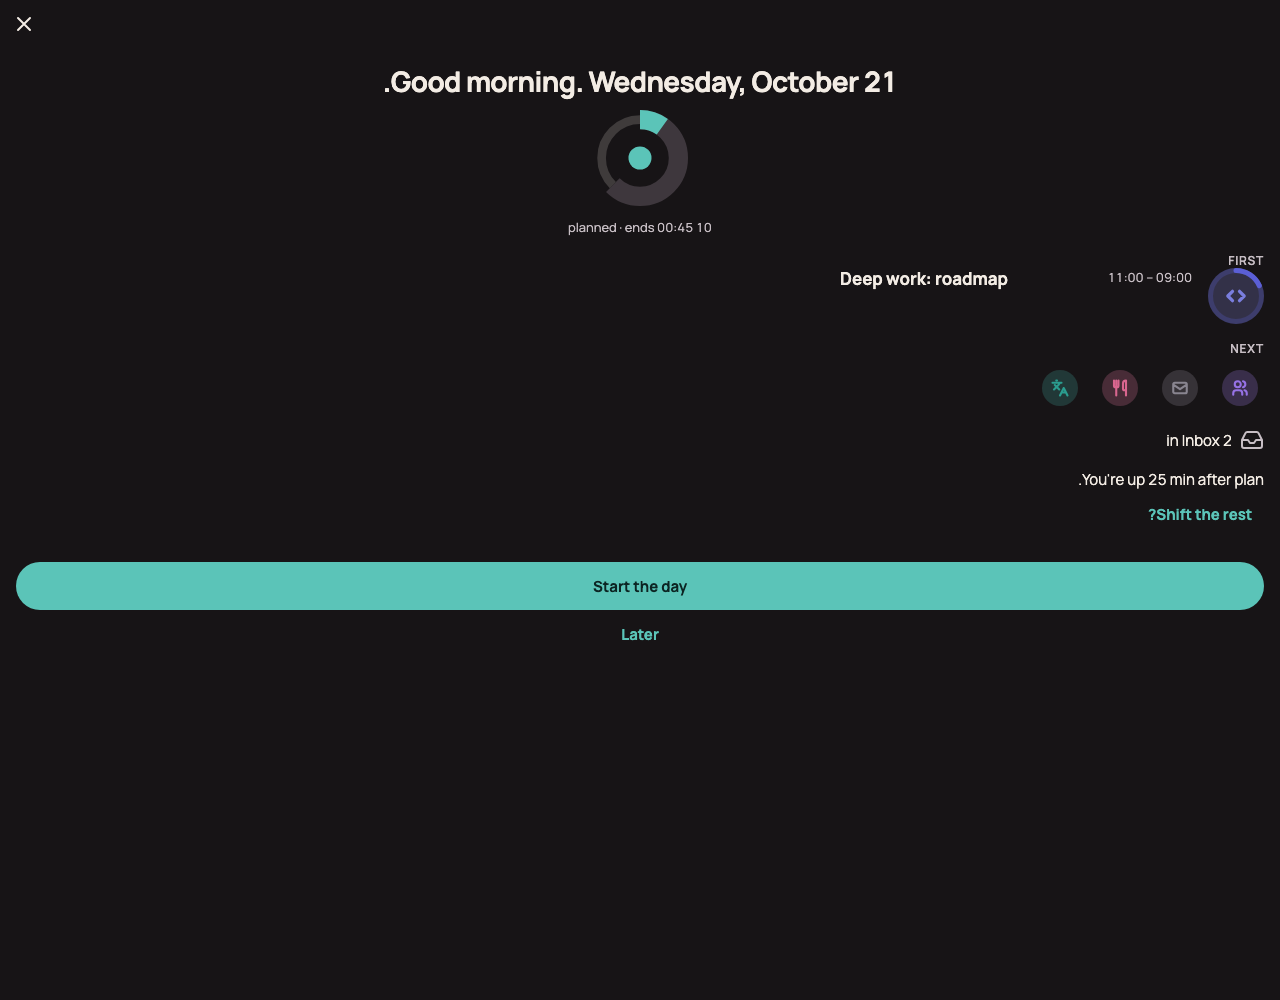 .Good morning. Wednesday, October 21
planned · ends 00:45 10
FIRST
11:00 – 09:00
Deep work: roadmap
NEXT
in Inbox 2
.You're up 25 min after plan
?Shift the rest
Start the day
Later